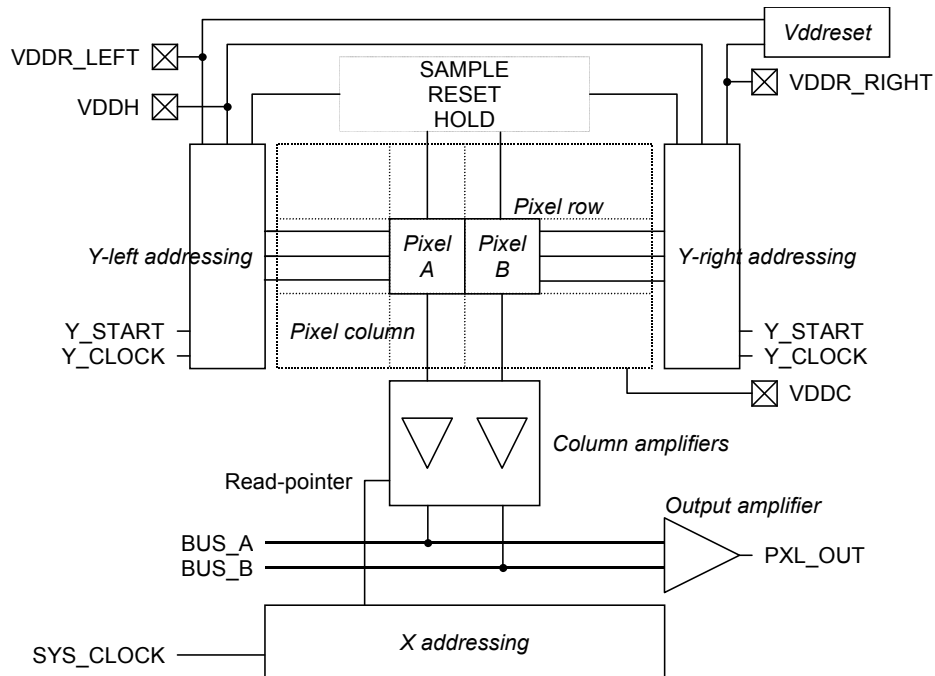 Vddreset
VDDR_LEFT
VDDR_RIGHT
VDDH
SAMPLE
RESET
HOLD
Pixel row
Y-left addressing
Pixel
A
Pixel
B
Y-right addressing
Pixel column
Y_START
Y_CLOCK
Y_START
Y_CLOCK
VDDC
Column amplifiers
Read-pointer
Output amplifier
BUS_A
BUS_B
PXL_OUT
X addressing
SYS_CLOCK